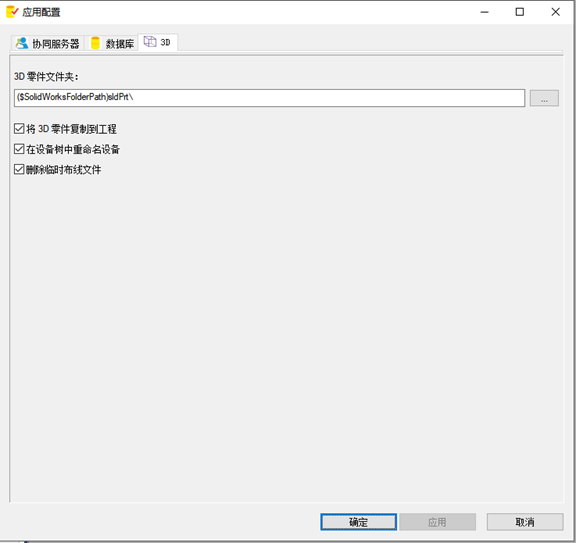 应用配置
协同服务器 数据库 3D
3D 零件文件夹：
($SolidWorksFolderPath)sldPrt\
...
将 3D 零件复制到工程
在设备树中重命名设备
删除临时布线文件
确定 应用 取消